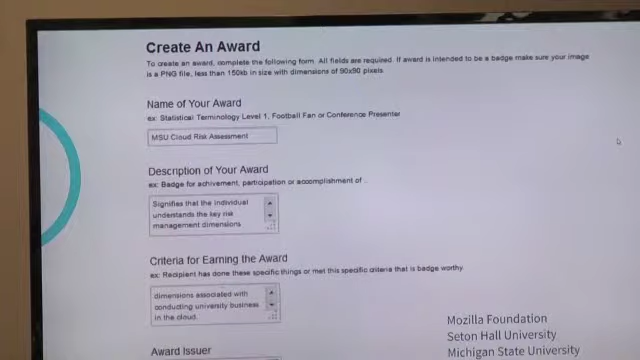 Create An Award
To create an award, complete the following form. All fields are required. If award is intended to be a badge make sure your image
is a PNG file, less than 150kb in size with dimensions of 90x90 pixels.
Name of Your Award
ex: Statistical Terminology Level 1, Football Fan or Conference Presenter
MSU Cloud Risk Assessment
Description of Your Award
ex: Badge for achivement, participation or accomplishment of ..
Signifies that the individual
understands the key risk
management dimensions
Criteria for Earning the Award
ex: Recipient has done these specific things or met this specific criteria that is badge worthy
dimensions associated with
conducting university business
in the cloud.
Mozilla Foundation
Seton Hall University
Michigan State University
Award Issuer